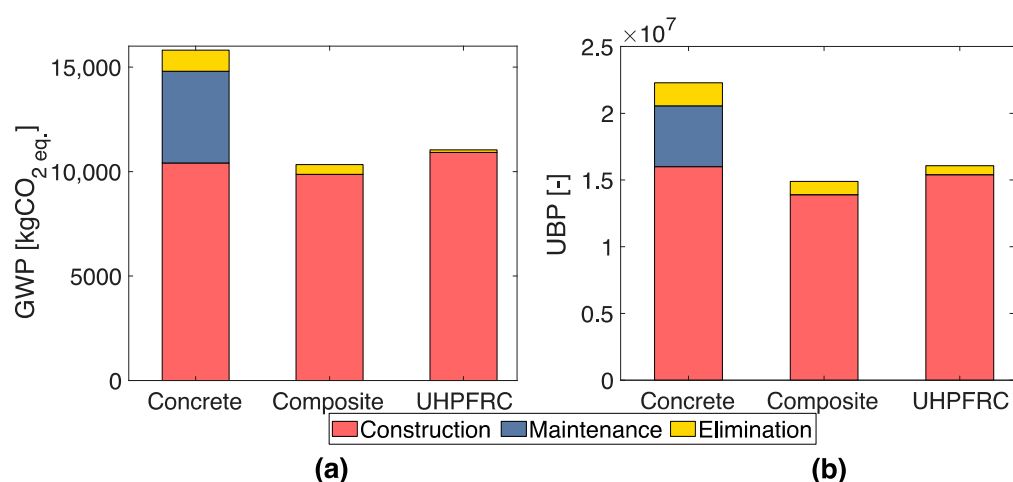 GWP [kgCO2 eq.]
15,000
10,000
5000
0
Concrete Composite UHPFRC
UBP [-]
×10^7
2.5
2
1.5
1
0.5
0
Concrete Composite UHPFRC
Construction Maintenance Elimination
(a) (b)